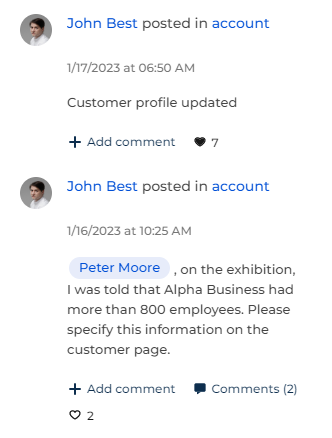 John Best posted in account
1/17/2023 at 06:50 AM
Customer profile updated
Add comment 7
John Best posted in account
1/16/2023 at 10:25 AM
Peter Moore , on the exhibition,
I was told that Alpha Business had
more than 800 employees. Please
specify this information on the
customer page.
Add comment Comments (2)
2